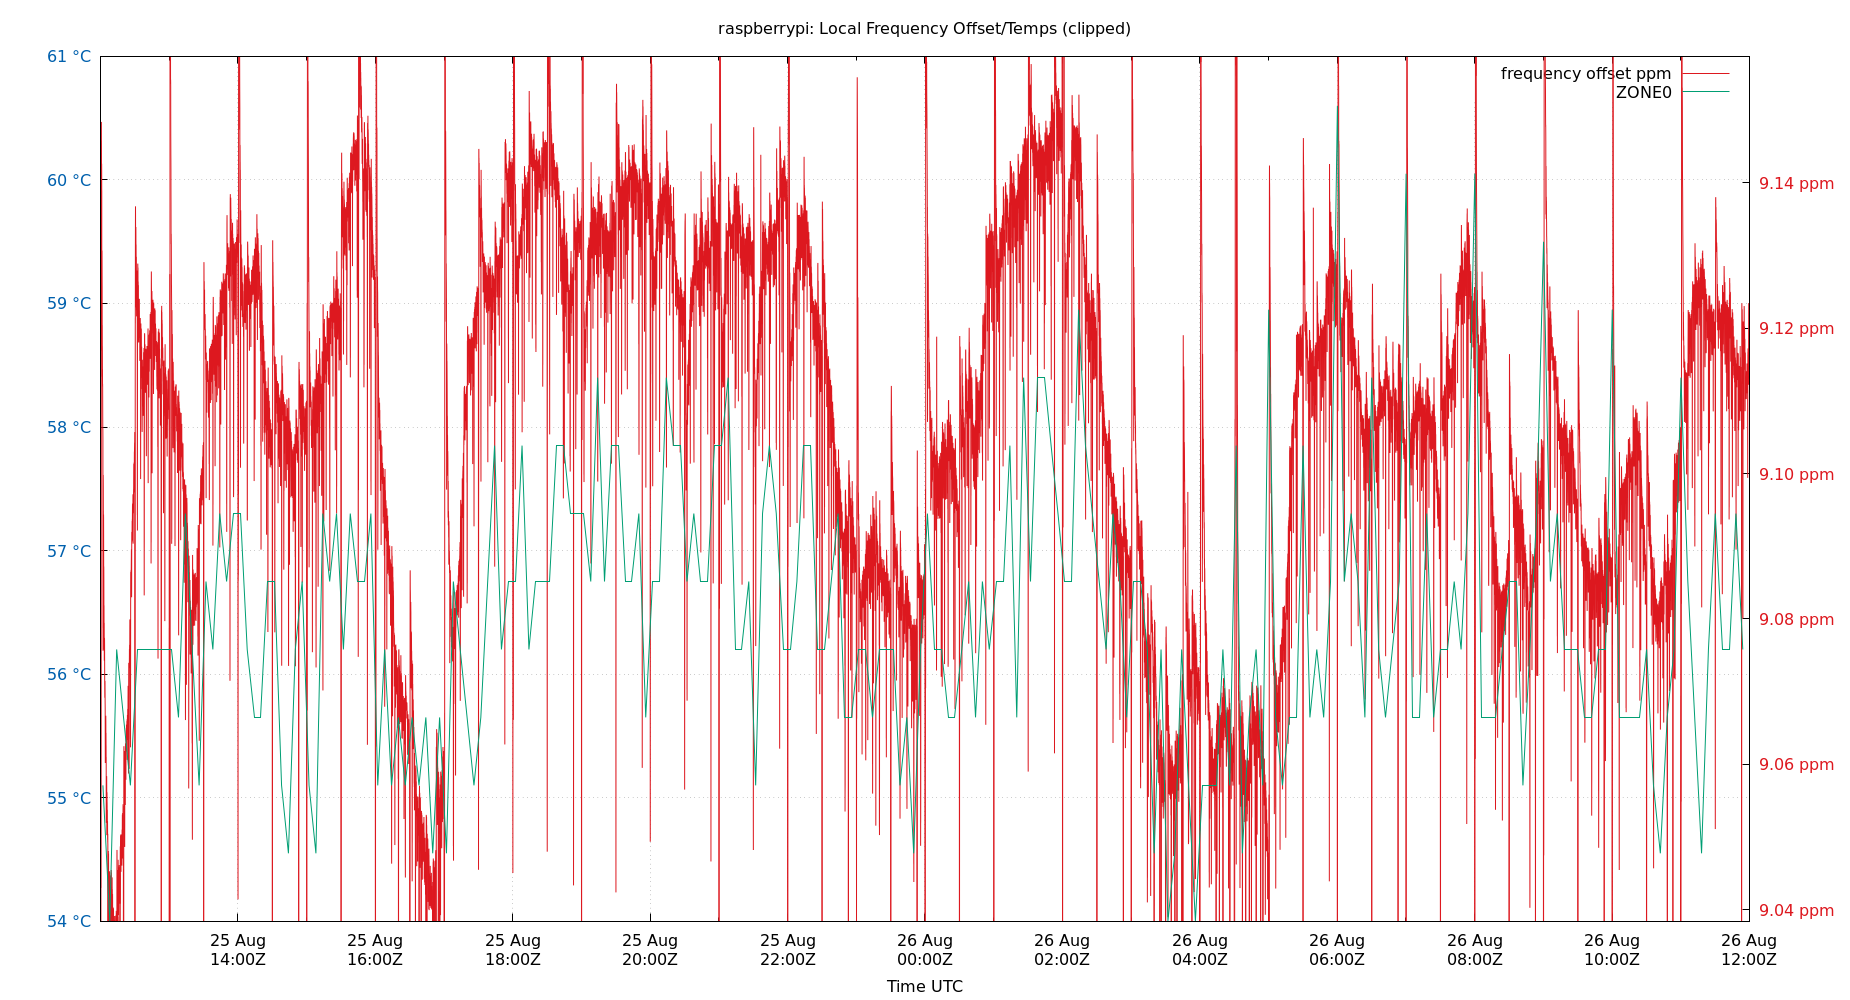 raspberrypi: Local Frequency Offset/Temps (clipped)
61 °C
60 °C
59 °C
58 °C
57 °C
56 °C
55 °C
54 °C
frequency offset ppm
ZONE0
9.14 ppm
9.12 ppm
9.10 ppm
9.08 ppm
9.06 ppm
9.04 ppm
25 Aug
14:00Z
25 Aug
16:00Z
25 Aug
18:00Z
25 Aug
20:00Z
25 Aug
22:00Z
26 Aug
00:00Z
26 Aug
02:00Z
26 Aug
04:00Z
26 Aug
06:00Z
26 Aug
08:00Z
26 Aug
10:00Z
26 Aug
12:00Z
Time UTC